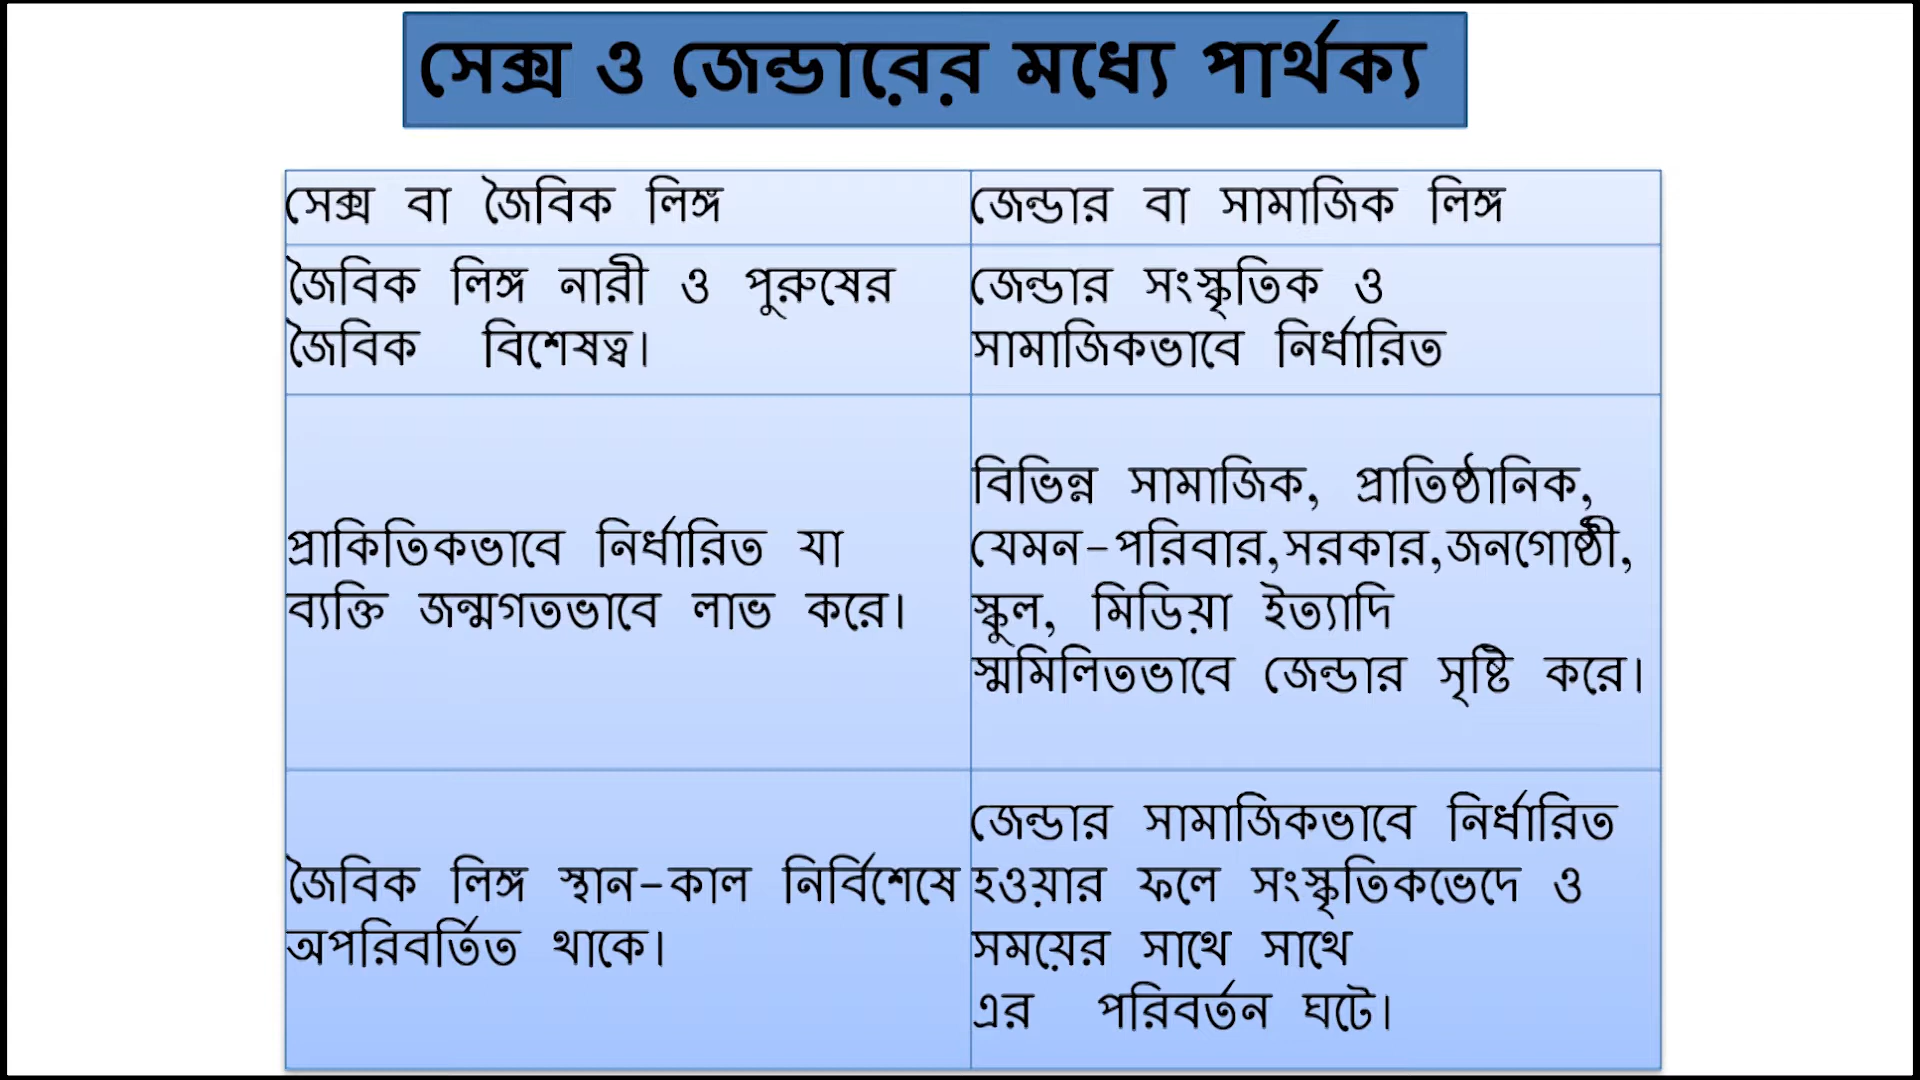 সেক্স ও জেন্ডারের মধ্যে পার্থক্য
সেক্স বা জৈবিক লিঙ্গ
জেন্ডার বা সামাজিক লিঙ্গ
জৈবিক লিঙ্গ নারী ও পুরুষের
জৈবিক বিশেষত্ব।
জেন্ডার সংস্কৃতিক ও
সামাজিকভাবে নির্ধারিত
প্রাকিতিকভাবে নির্ধারিত যা
ব্যক্তি জন্মগতভাবে লাভ করে।
বিভিন্ন সামাজিক, প্রাতিষ্ঠানিক,
যেমন-পরিবার,সরকার,জনগোষ্ঠী,
স্কুল, মিডিয়া ইত্যাদি
স্মমিলিতভাবে জেন্ডার সৃষ্টি করে।
জৈবিক লিঙ্গ স্থান-কাল নির্বিশেষে
অপরিবর্তিত থাকে।
জেন্ডার সামাজিকভাবে নির্ধারিত
হওয়ার ফলে সংস্কৃতিকভেদে ও
সময়ের সাথে সাথে
এর পরিবর্তন ঘটে।